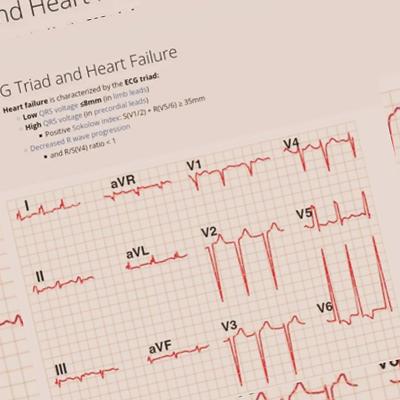 nd Heart
G Triad and Heart Failure
Heart failure is characterized by the ECG triad:
Low QRS voltage ≤8mm (in limb leads)
High QRS voltage (in precordial leads)
Positive Sokolow index: S(V1/2) + R(V5/6) ≥ 35mm
Decreased R wave progression
and R/S(V4) ratio < 1
I
aVR
V1
V4
II
aVL
V2
V5
III
aVF
V3
V6